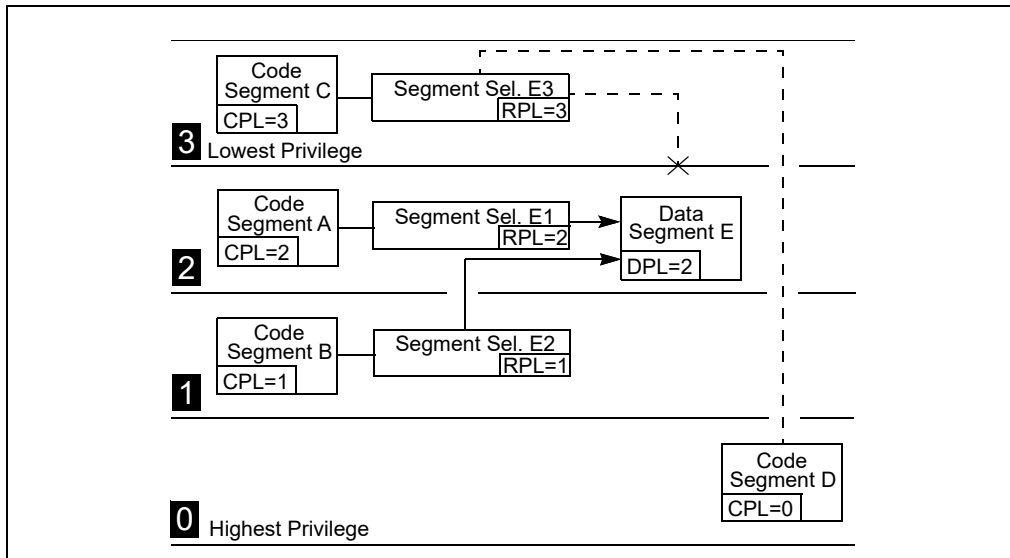 Code
Segment C
CPL=3
Segment Sel. E3
RPL=3
3
Lowest Privilege
Code
Segment A
CPL=2
Segment Sel. E1
RPL=2
Data
Segment E
DPL=2
2
Code
Segment B
CPL=1
Segment Sel. E2
RPL=1
1
Code
Segment D
CPL=0
0
Highest Privilege